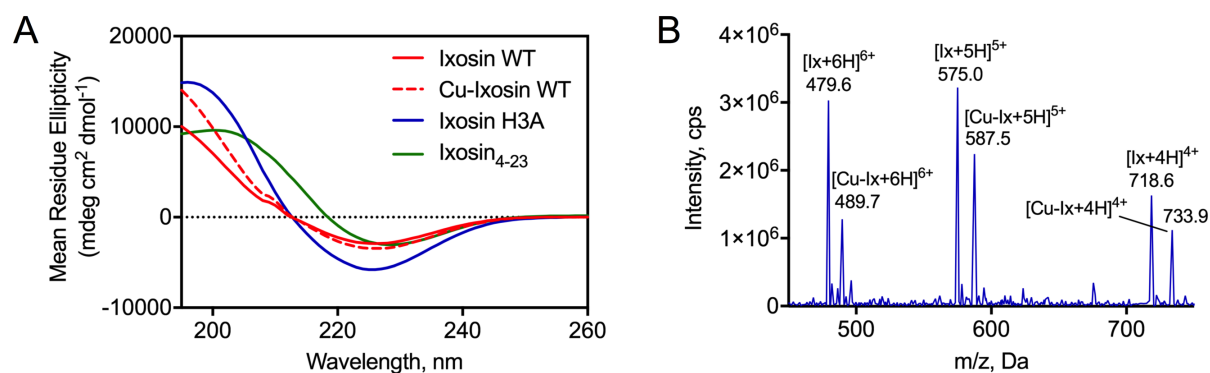 A
Mean Residue Ellipticity
(mdeg cm² dmol⁻¹)
20000
10000
0
-10000
200
220
240
260
Wavelength, nm
Ixosin WT
Cu-Ixosin WT
Ixosin H3A
Ixosin₄₋₂₃
B
Intensity, cps
4×10⁶
3×10⁶
2×10⁶
1×10⁶
0
500
600
700
m/z, Da
[Ix+6H]⁶⁺
479.6
[Cu-Ix+6H]⁶⁺
489.7
[Ix+5H]⁵⁺
575.0
[Cu-Ix+5H]⁵⁺
587.5
[Ix+4H]⁴⁺
718.6
[Cu-Ix+4H]⁴⁺
733.9